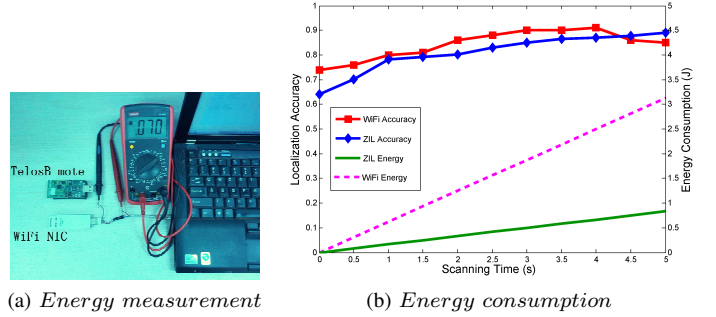 TelosB mote
WiFi NIC
070
(a) Energy measurement
Localization Accuracy
1
0.9
0.8
0.7
0.6
0.5
0.4
0.3
0.2
0.1
0
WiFi Accuracy
ZIL Accuracy
ZIL Energy
WiFi Energy
5
4.5
4
3.5
3
2.5
2
1.5
1
0.5
0
Energy Consumption (J)
0 0.5 1 1.5 2 2.5 3 3.5 4 4.5 5
Scanning Time (s)
(b) Energy consumption